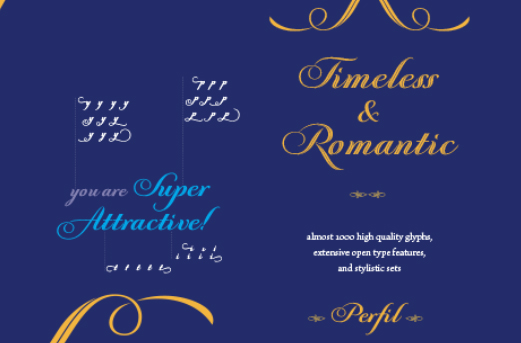 you are Super
Attractive!
Timeless
&
Romantic
almost 1000 high quality glyphs,
extensive open type features,
and stylistic sets
Perfil